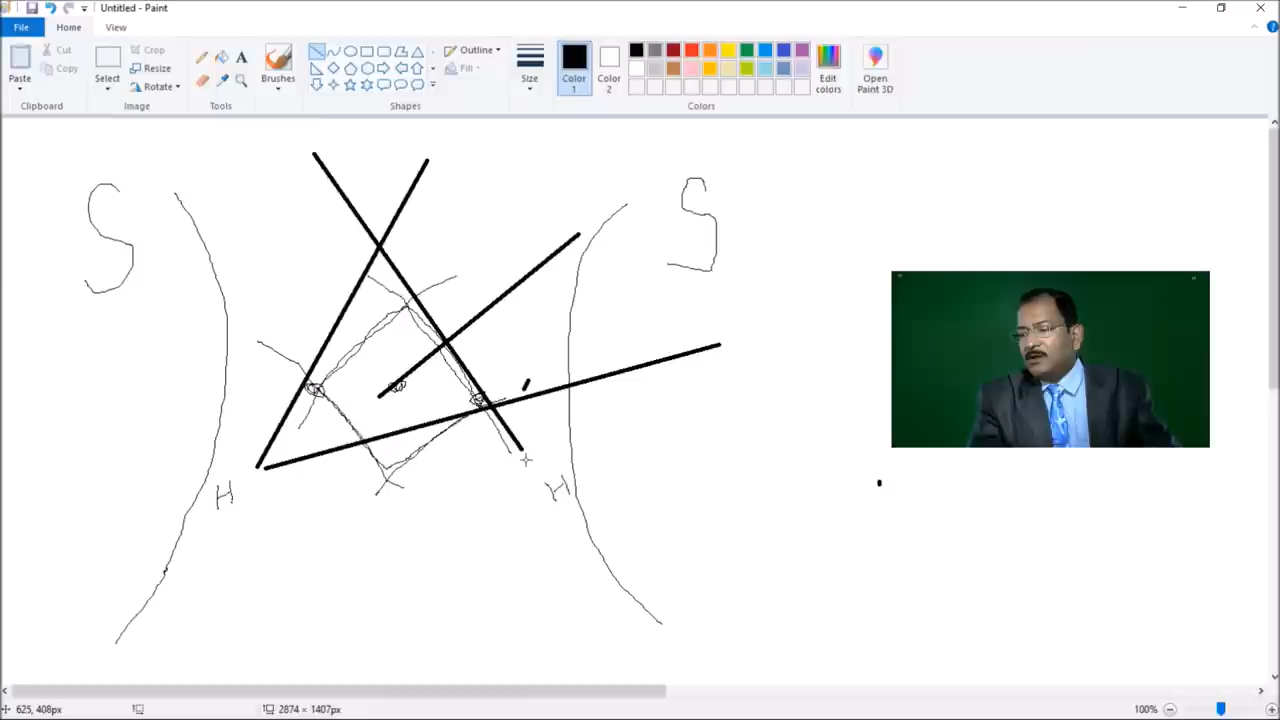 Untitled - Paint
File Home View
Cut
Copy
Paste
Clipboard
Crop
Resize
Rotate
Select
Image
A
Tools
Brushes
Outline
Fill
Shapes
Size
Color
1
Color
2
Edit
colors
Colors
Open
Paint 3D
S S
H H
625, 408px
2874 × 1407px
100%